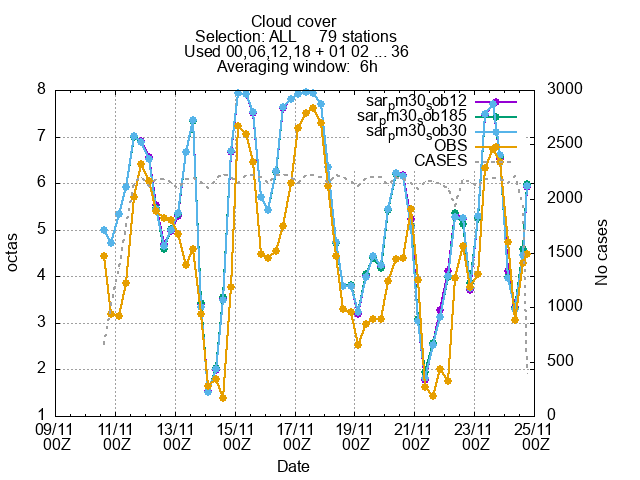 Cloud cover
Selection: ALL 79 stations
Used 00,06,12,18 + 01 02 ... 36
Averaging window: 6h
sarpm30sob12
sarpm30sob185
sarpm30sob30
OBS
CASES
octas
8
7
6
5
4
3
2
1
No cases
3000
2500
2000
1500
1000
500
0
09/11 11/11 13/11 15/11 17/11 19/11 21/11 23/11 25/11
00Z 00Z 00Z 00Z 00Z 00Z 00Z 00Z 00Z
Date